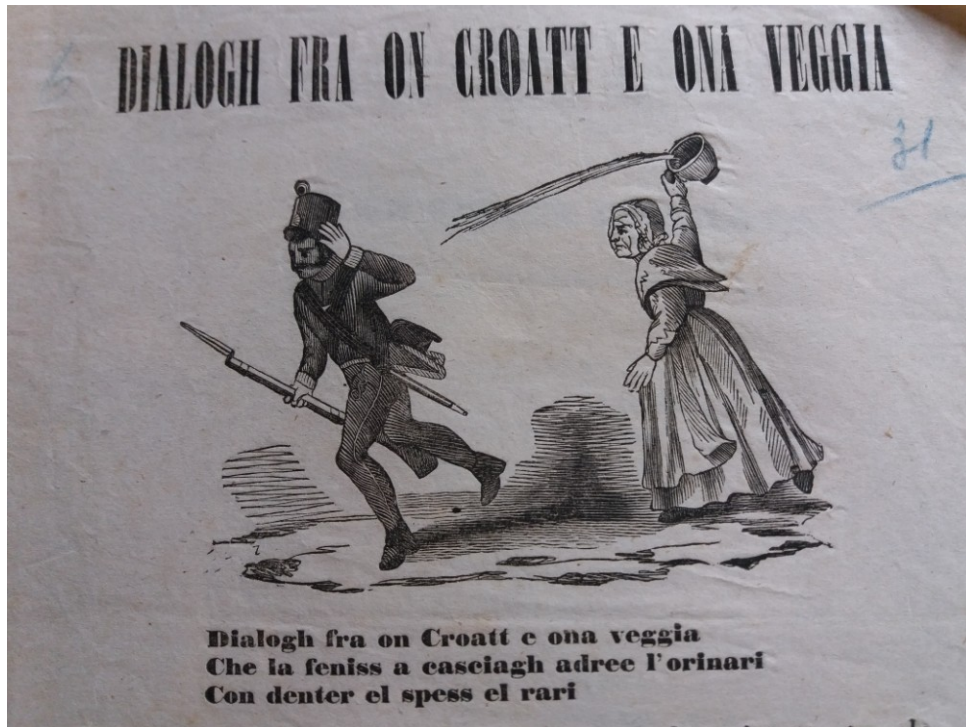 DIALOGH FRA ON CROATT E ONA VEGGIA
31
Dialogh fra on Croatt e ona veggia
Che la feniss a casciagh adree l'orinari
Con denter el spess el rari